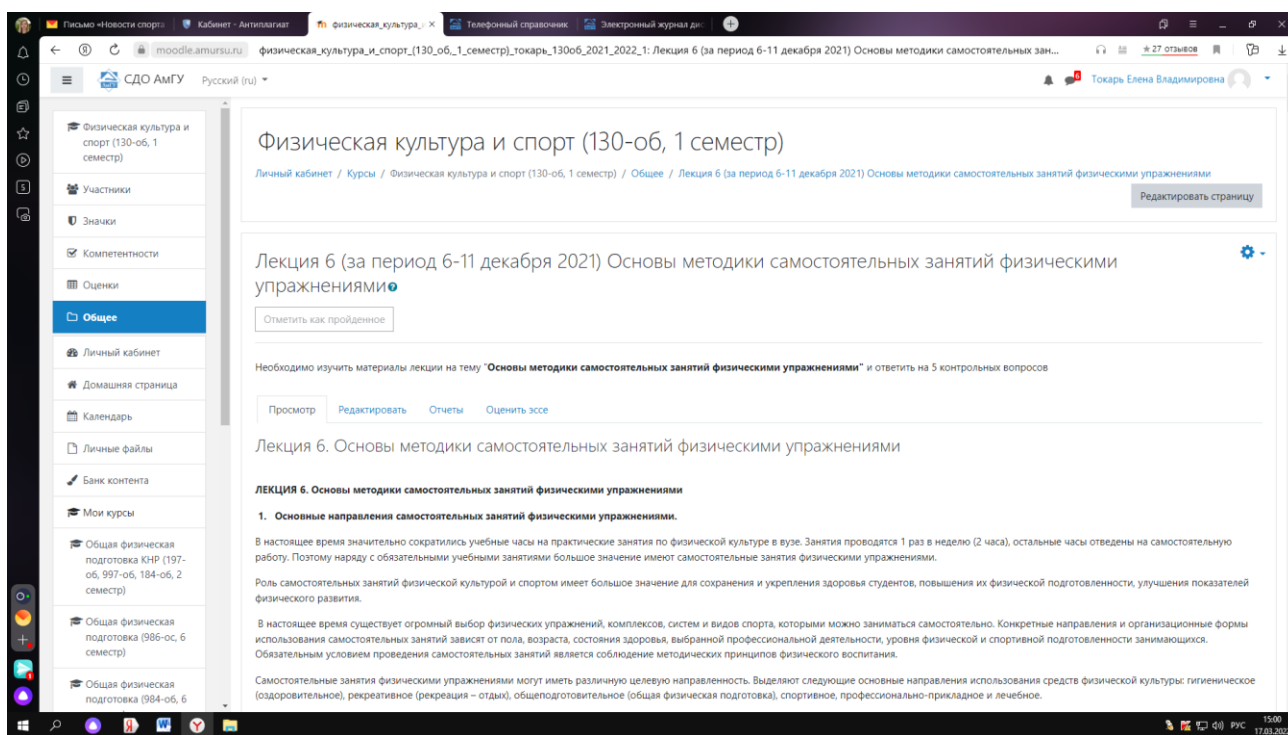 Письмо «Новости спорта
Кабинет - Антиплагиат
физическая_культура_и
Телефонный справочник
Электронный журнал дис
moodle.amursu.ru
физическая_культура_и_спорт_(130_об,_1_семестр)_токарь_130об_2021_2022_1: Лекция 6 (за период 6-11 декабря 2021) Основы методики самостоятельных зан...
★ 27 отзывов
СДО АмГУ
Русский (ru)
6
Токарь Елена Владимировна
Физическая культура и
спорт (130-об, 1
семестр)
Участники
Значки
Компетентности
Оценки
Общее
Личный кабинет
Домашняя страница
Календарь
Личные файлы
Банк контента
Мои курсы
Общая физическая
подготовка КНР (197-
об, 997-об, 184-об, 2
семестр)
Общая физическая
подготовка (986-ос, 6
семестр)
Общая физическая
подготовка (984-об, 6
Физическая культура и спорт (130-об, 1 семестр)
Личный кабинет / Курсы / Физическая культура и спорт (130-об, 1 семестр) / Общее / Лекция 6 (за период 6-11 декабря 2021) Основы методики самостоятельных занятий физическими упражнениями
Редактировать страницу
Лекция 6 (за период 6-11 декабря 2021) Основы методики самостоятельных занятий физическими
упражнениями
Отметить как пройденное
Необходимо изучить материалы лекции на тему "Основы методики самостоятельных занятий физическими упражнениями" и ответить на 5 контрольных вопросов
Просмотр
Редактировать
Отчеты
Оценить эссе
Лекция 6. Основы методики самостоятельных занятий физическими упражнениями
ЛЕКЦИЯ 6. Основы методики самостоятельных занятий физическими упражнениями
1. Основные направления самостоятельных занятий физическими упражнениями.
В настоящее время значительно сократились учебные часы на практические занятия по физической культуре в вузе. Занятия проводятся 1 раз в неделю (2 часа), остальные часы отведены на самостоятельную
работу. Поэтому наряду с обязательными учебными занятиями большое значение имеют самостоятельные занятия физическими упражнениями.
Роль самостоятельных занятий физической культурой и спортом имеет большое значение для сохранения и укрепления здоровья студентов, повышения их физической подготовленности, улучшения показателей
физического развития.
В настоящее время существует огромный выбор физических упражнений, комплексов, систем и видов спорта, которыми можно заниматься самостоятельно. Конкретные направления и организационные формы
использования самостоятельных занятий зависят от пола, возраста, состояния здоровья, выбранной профессиональной деятельности, уровня физической и спортивной подготовленности занимающихся.
Обязательным условием проведения самостоятельных занятий является соблюдение методических принципов физического воспитания.
Самостоятельные занятия физическими упражнениями могут иметь различную целевую направленность. Выделяют следующие основные направления использования средств физической культуры: гигиеническое
(оздоровительное), рекреативное (рекреация – отдых), общеподготовительное (общая физическая подготовка), спортивное, профессионально-прикладное и лечебное.
РУС
15:00